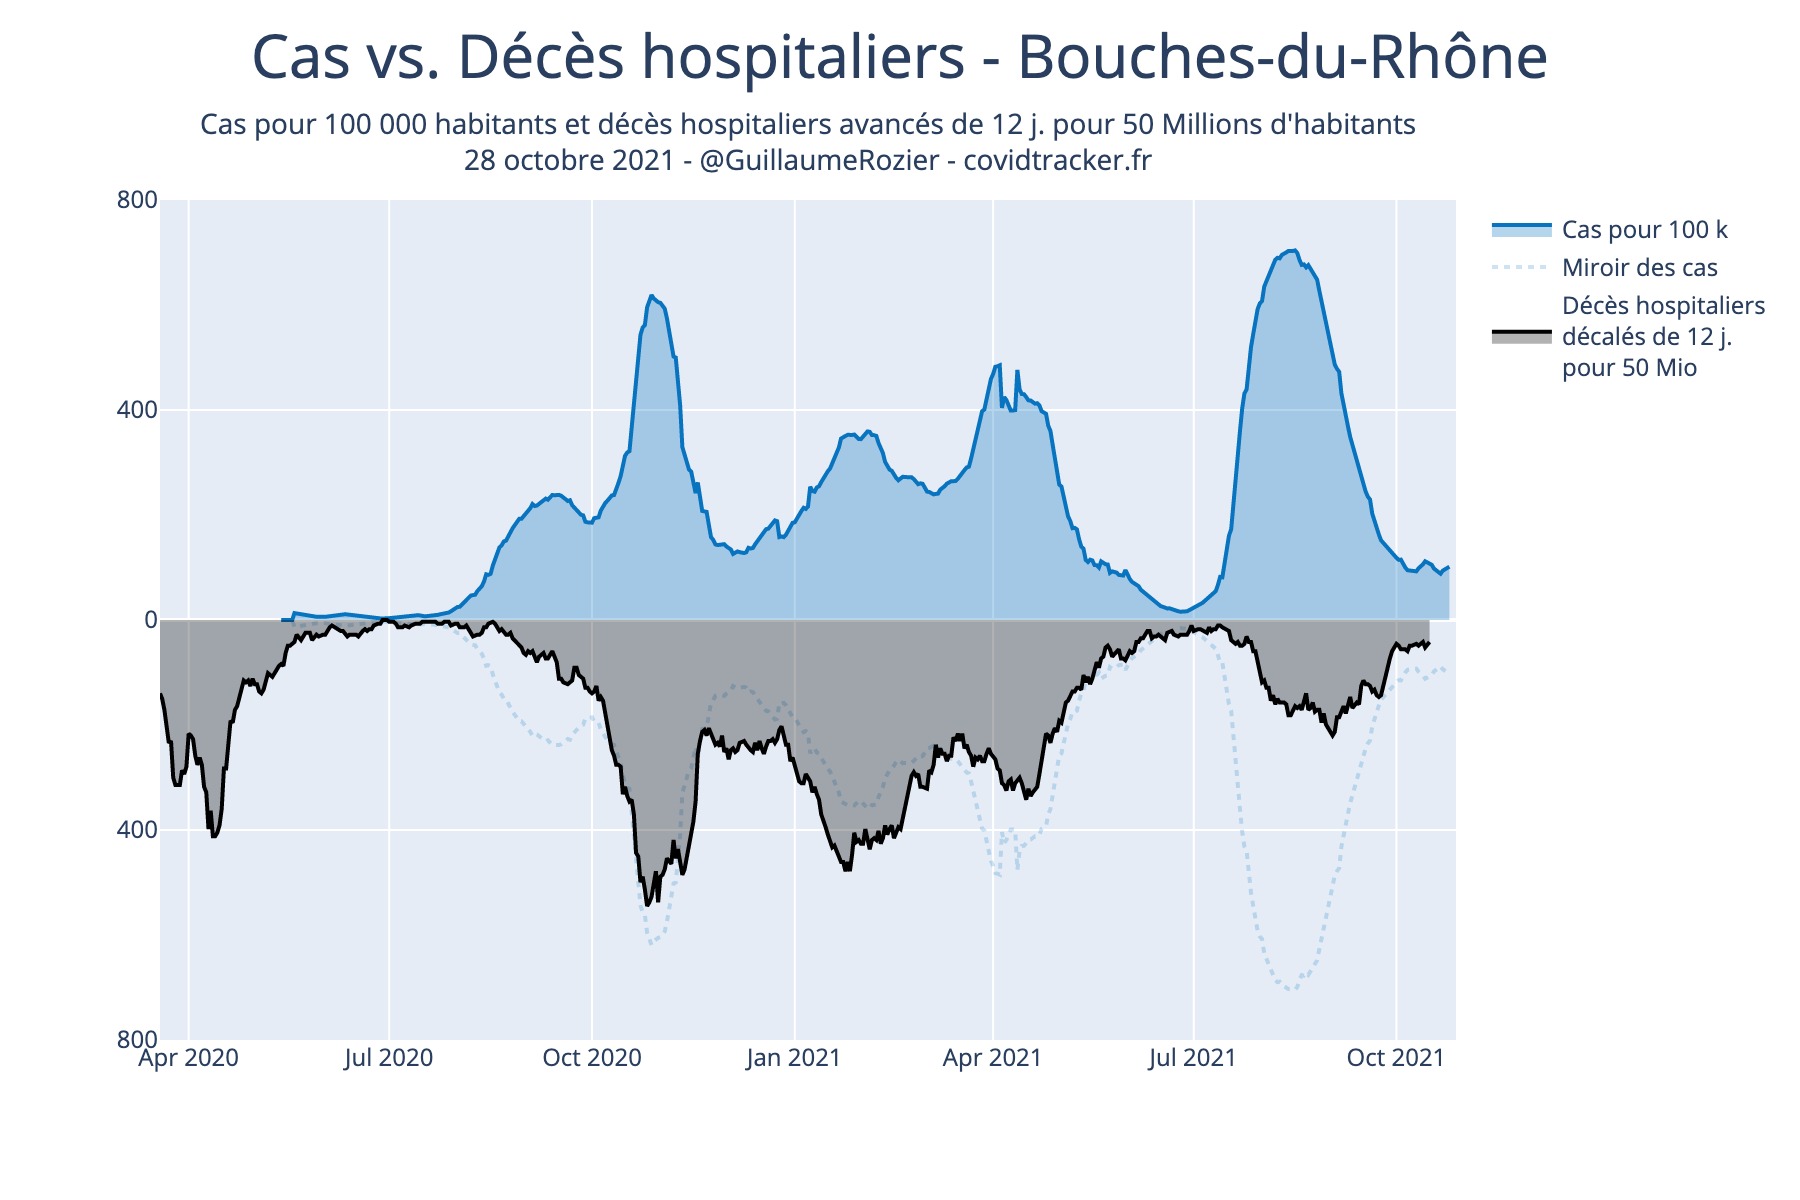 Cas vs. Décès hospitaliers - Bouches-du-Rhône
Cas pour 100 000 habitants et décès hospitaliers avancés de 12 j. pour 50 Millions d'habitants
28 octobre 2021 - @GuillaumeRozier - covidtracker.fr
800
400
0
400
800
Apr 2020
Jul 2020
Oct 2020
Jan 2021
Apr 2021
Jul 2021
Oct 2021
Cas pour 100 k
Miroir des cas
Décès hospitaliers
décalés de 12 j.
pour 50 Mio